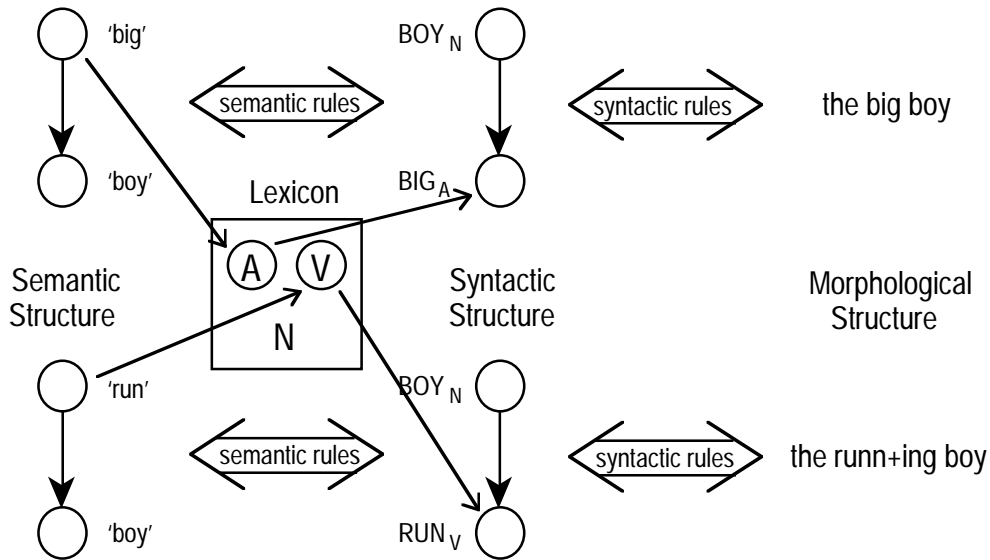 'big'
BOY N
semantic rules
syntactic rules
the big boy
'boy'
BIG A
Lexicon
A V
N
Semantic
Structure
Syntactic
Structure
Morphological
Structure
'run'
BOY N
semantic rules
syntactic rules
the runn+ing boy
'boy'
RUN V